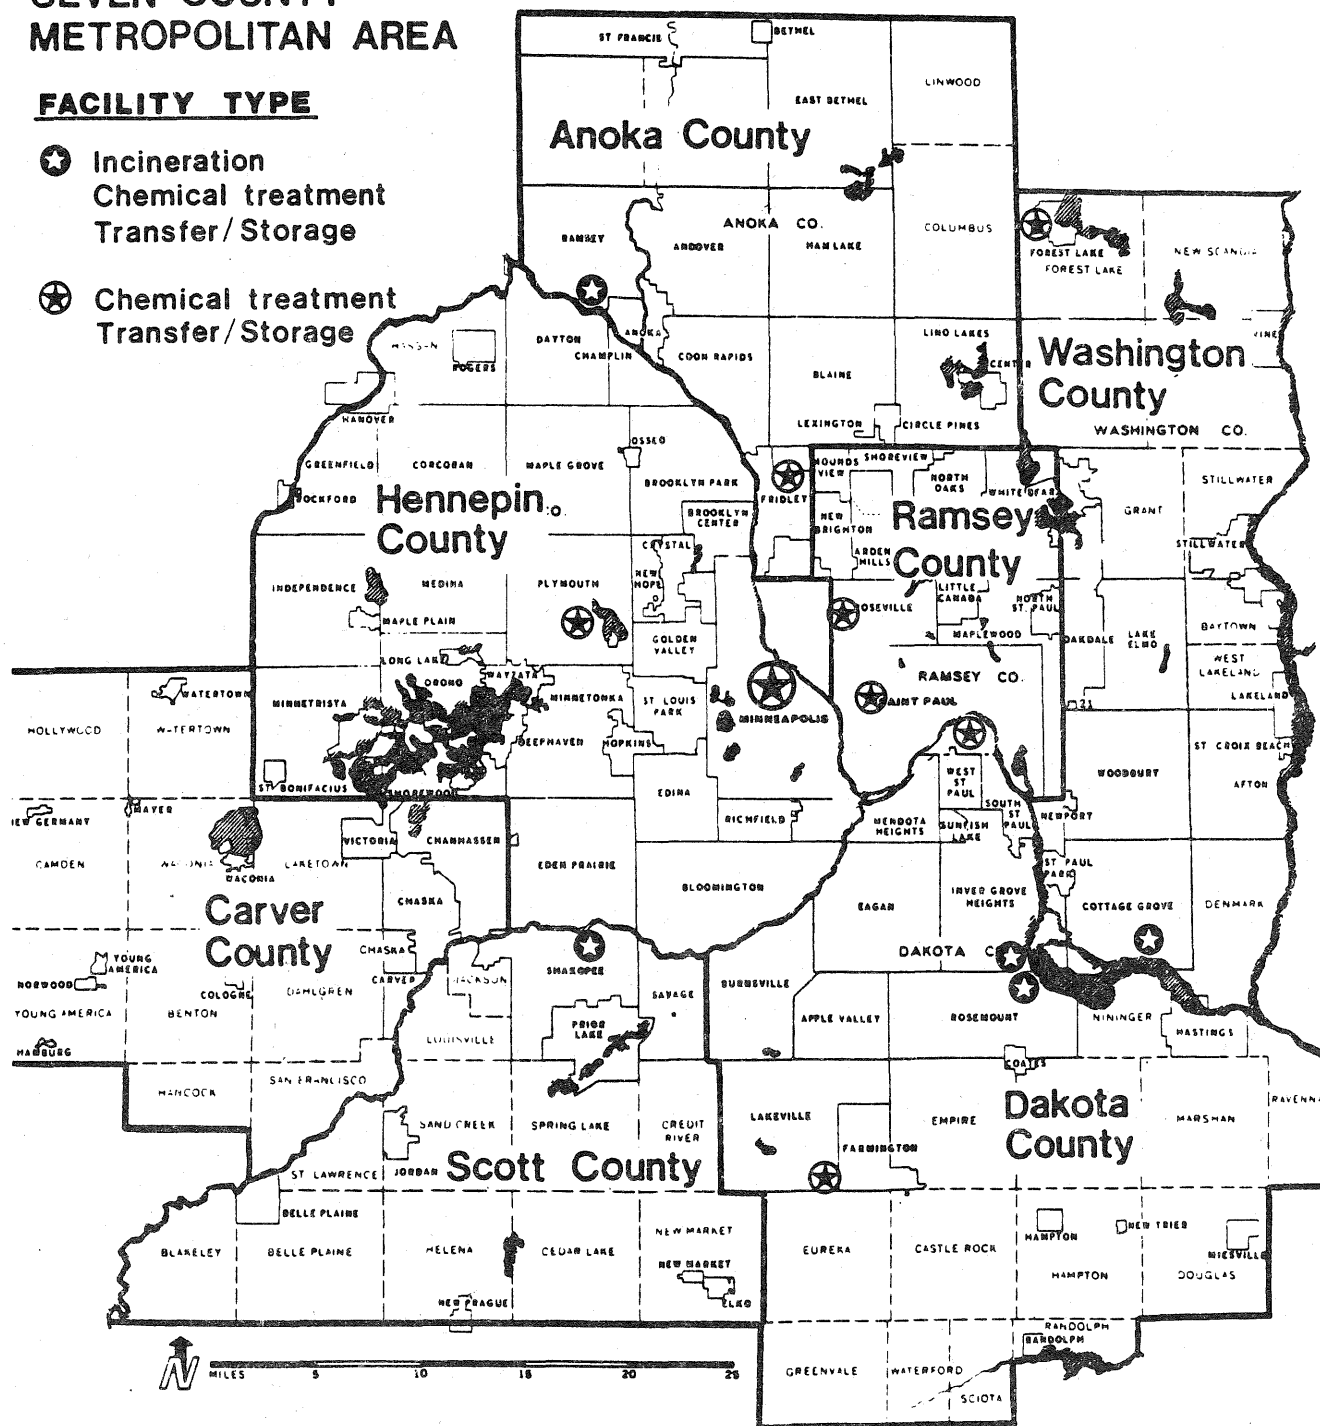 SEVEN COUNTY
METROPOLITAN AREA
FACILITY TYPE
Incineration
Chemical treatment
Transfer/Storage
Chemical treatment
Transfer/Storage
ST FRANCIS
BETHEL
LINWOOD
EAST BETHEL
Anoka County
ANOKA CO.
RAMSEY
ANDOVER
HAM LAKE
COLUMBUS
FOREST LAKE
FOREST LAKE
NEW SCANDIA
HASSAN
ROGERS
DAYTON
CHAMPLIN
ANOKA
COON RAPIDS
BLAINE
LINO LAKES
CENTER
Washington
County
WASHINGTON CO.
HANOVER
LEXINGTON
CIRCLE PINES
OSSEO
GREENFIELD
CORCORAN
MAPLE GROVE
BROOKLYN PARK
FRIDLEY
MOUNDS
VIEW
SHOREVIEW
NORTH
OAKS
WHITE BEAR
STILLWATER
ROCKFORD
Hennepin
County
BROOKLYN
CENTER
NEW
BRIGHTON
Ramsey
County
GRANT
CRYSTAL
ARDEN
HILLS
STILLWATER
INDEPENDENCE
MEDINA
PLYMOUTH
NEW
HOPE
LITTLE
CANADA
NORTH
ST. PAUL
MAPLE PLAIN
ROSEVILLE
MAPLEWOOD
OAKDALE
LAKE
ELMO
BAYTOWN
GOLDEN
VALLEY
WEST
LAKELAND
LONG LAKE
ORONO
WAYZATA
RAMSEY CO.
LAKELAND
WATERTOWN
MINNETRISTA
MINNETONKA
ST LOUIS
PARK
MINNEAPOLIS
SAINT PAUL
HOLLYWOOD
WATERTOWN
DEEPHAVEN
HOPKINS
ST CROIX BEACH
ST BONIFACIUS
SHOREWOOD
EDINA
WEST
ST
PAUL
WOODBURY
AFTON
MAYER
NEW GERMANY
VICTORIA
CHANHASSEN
RICHFIELD
MENDOTA
HEIGHTS
SUNFISH
LAKE
SOUTH
ST
PAUL
NEWPORT
CAMDEN
WACONIA
WACONIA
LAKETOWN
EDEN PRAIRIE
BLOOMINGTON
ST PAUL
PARK
Carver
County
CHASKA
EAGAN
INVER GROVE
HEIGHTS
COTTAGE GROVE
DENMARK
CHASKA
DAKOTA C
YOUNG
AMERICA
NORWOOD
COLOGNE
DAHLGREN
CARVER
JACKSON
SHAKOPEE
SAVAGE
BURNSVILLE
YOUNG AMERICA
BENTON
PRIOR
LAKE
APPLE VALLEY
ROSEMOUNT
NININGER
HASTINGS
HAMBURG
LOUISVILLE
COATES
HANCOCK
SAN FRANCISCO
RAVENNA
SAND CREEK
SPRING LAKE
CREDIT
RIVER
LAKEVILLE
FARMINGTON
EMPIRE
Dakota
County
MARSHAN
ST LAWRENCE
JORDAN
Scott County
BELLE PLAINE
BLAKELEY
BELLE PLAINE
HELENA
CEDAR LAKE
NEW MARKET
NEW MARKET
ELKO
EUREKA
CASTLE ROCK
HAMPTON
NEW TRIER
MIESVILLE
HAMPTON
DOUGLAS
NEW PRAGUE
RANDOLPH
RANDOLPH
N
MILES 5 10 15 20 25
GREENVALE
WATERFORD
SCIOTA